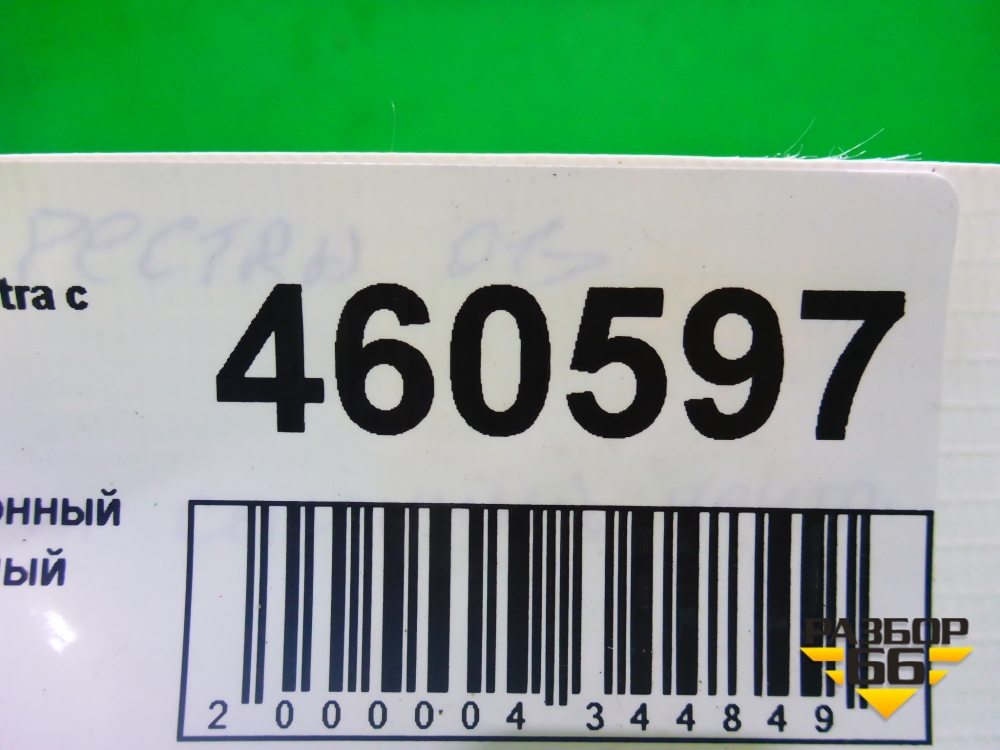 tra c
460597
онный
ый
2 000004 344849
РАЗБОР
66